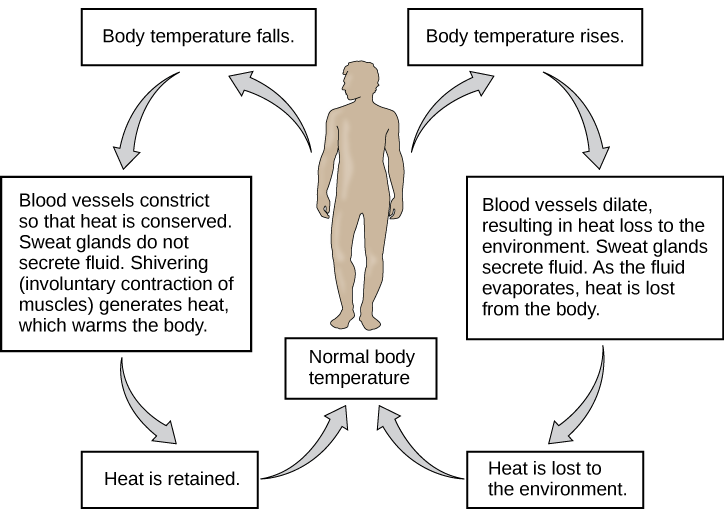 Body temperature falls.
Body temperature rises.
Blood vessels constrict
so that heat is conserved.
Sweat glands do not
secrete fluid. Shivering
(involuntary contraction of
muscles) generates heat,
which warms the body.
Blood vessels dilate,
resulting in heat loss to the
environment. Sweat glands
secrete fluid. As the fluid
evaporates, heat is lost
from the body.
Normal body
temperature
Heat is retained.
Heat is lost to
the environment.